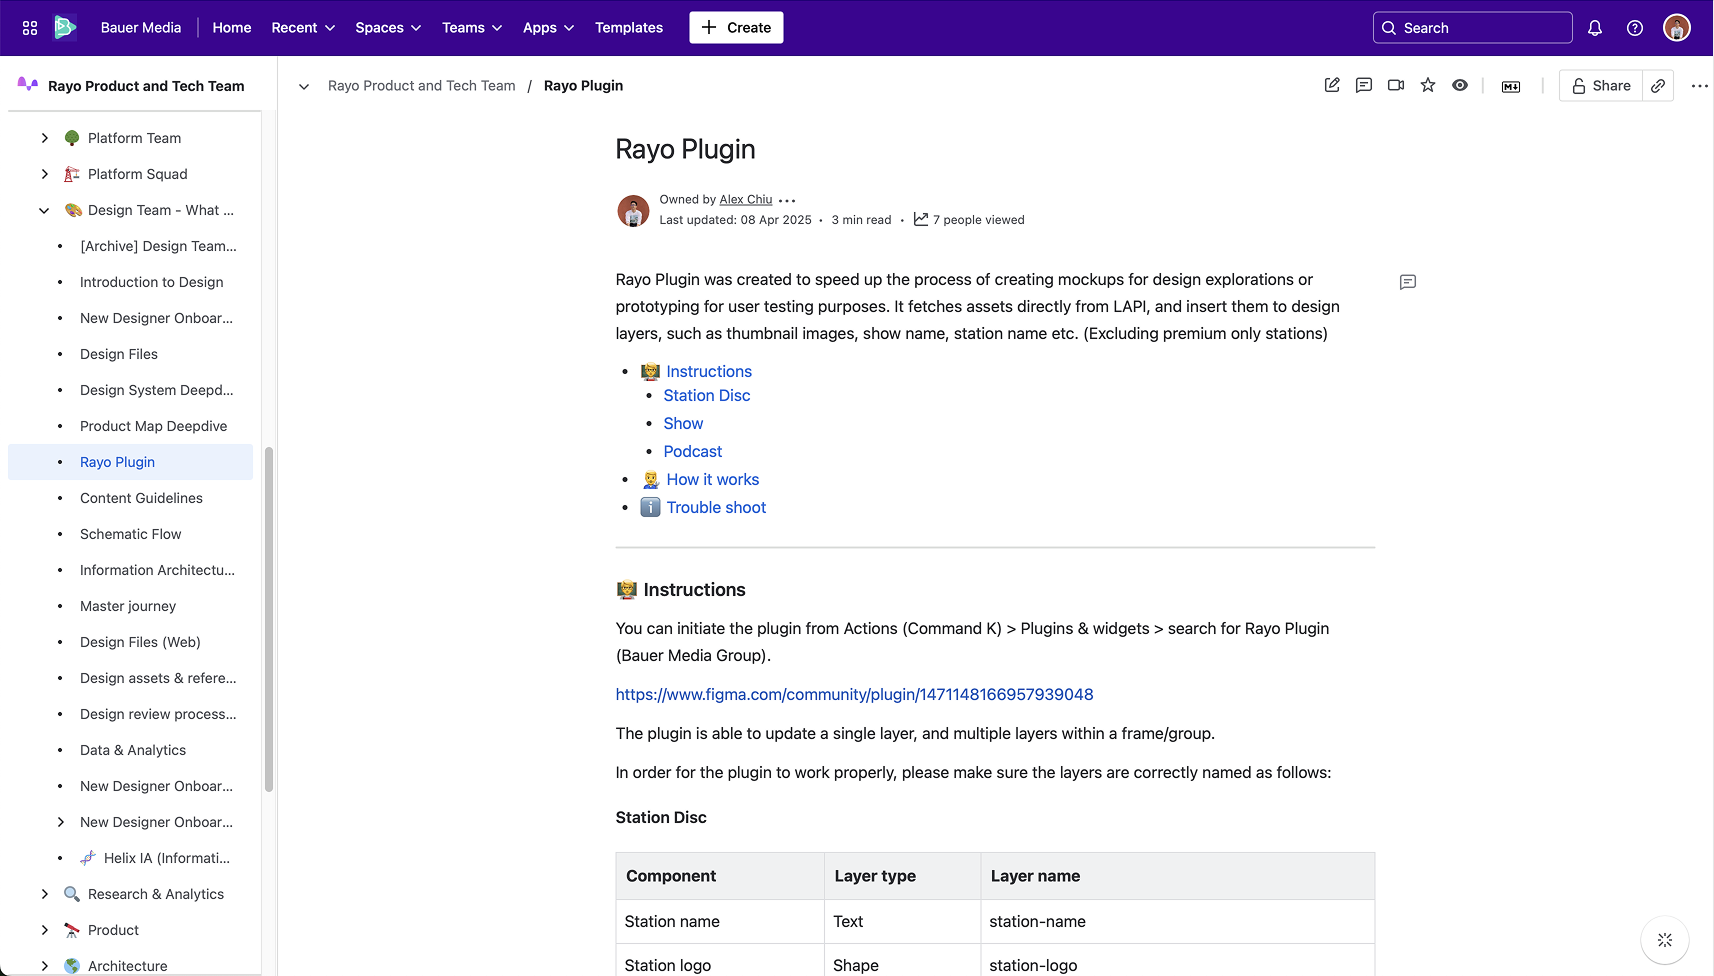 Bauer Media
Home
Recent
Spaces
Teams
Apps
Templates
Create
Search
Rayo Product and Tech Team
Platform Team
Platform Squad
Design Team - What ...
[Archive] Design Team...
Introduction to Design
New Designer Onboar...
Design Files
Design System Deepd...
Product Map Deepdive
Rayo Plugin
Content Guidelines
Schematic Flow
Information Architectu...
Master journey
Design Files (Web)
Design assets & refere...
Design review process...
Data & Analytics
New Designer Onboar...
New Designer Onboar...
Helix IA (Informati...
Research & Analytics
Product
Architecture
Rayo Product and Tech Team / Rayo Plugin
M↓
Share
Rayo Plugin
Owned by Alex Chiu
Last updated: 08 Apr 2025 • 3 min read • 7 people viewed
Rayo Plugin was created to speed up the process of creating mockups for design explorations or
prototyping for user testing purposes. It fetches assets directly from LAPI, and insert them to design
layers, such as thumbnail images, show name, station name etc. (Excluding premium only stations)
• Instructions
• Station Disc
• Show
• Podcast
• How it works
• Trouble shoot
Instructions
You can initiate the plugin from Actions (Command K) > Plugins & widgets > search for Rayo Plugin
(Bauer Media Group).
https://www.figma.com/community/plugin/1471148166957939048
The plugin is able to update a single layer, and multiple layers within a frame/group.
In order for the plugin to work properly, please make sure the layers are correctly named as follows:
Station Disc
Component Layer type Layer name
Station name Text station-name
Station logo Shape station-logo